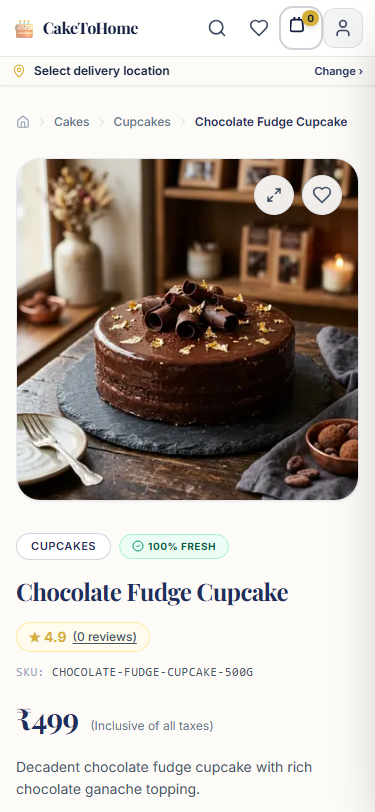 CakeToHome
0
Select delivery location
Change ›
Cakes › Cupcakes › Chocolate Fudge Cupcake
CUPCAKES
100% FRESH
Chocolate Fudge Cupcake
★ 4.9 (0 reviews)
SKU: CHOCOLATE-FUDGE-CUPCAKE-500G
₹499 (Inclusive of all taxes)
Decadent chocolate fudge cupcake with rich
chocolate ganache topping.